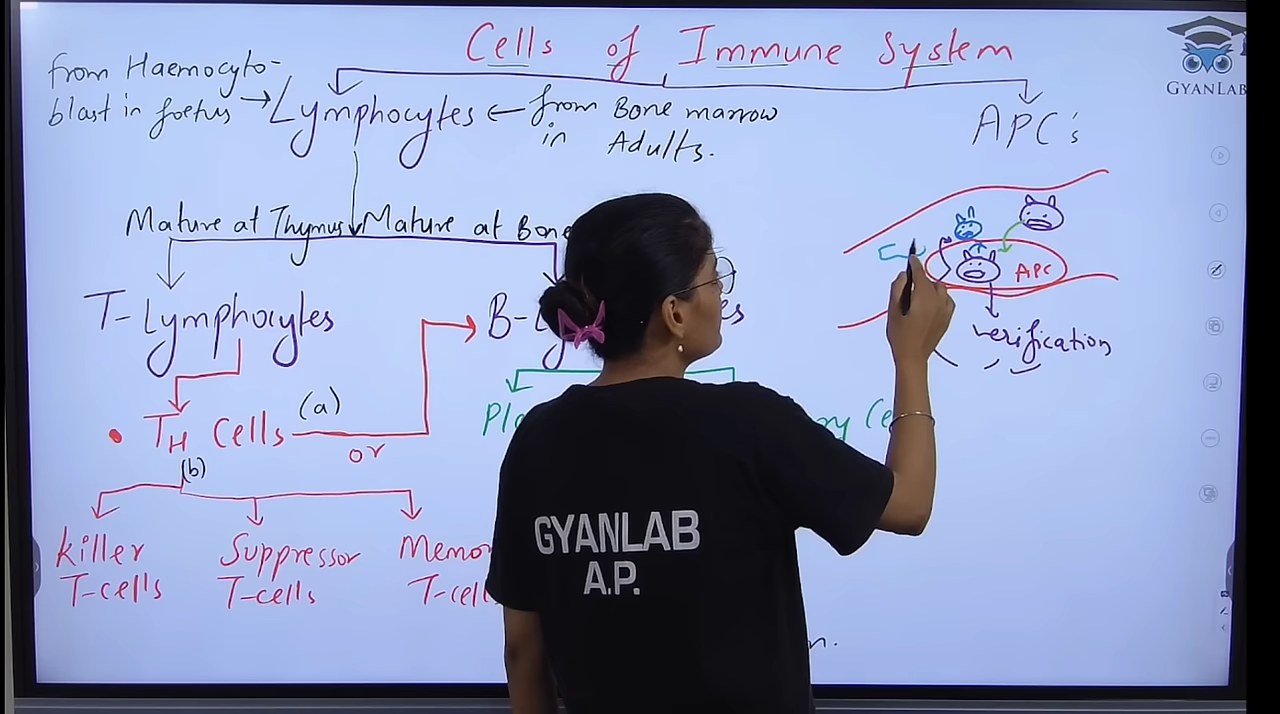 Cells of Immune System
GYANLAB
from Haemocyto-
blast in foetus → Lymphocytes ← from Bone marrow
in Adults.
APC's
Mature at Thymus Mature at Bone
T-Lymphocytes
B-
APC
verification
(a)
TH Cells
or
(b)
Killer
T-cells
Suppressor
T-cells
GYANLAB
A.P.